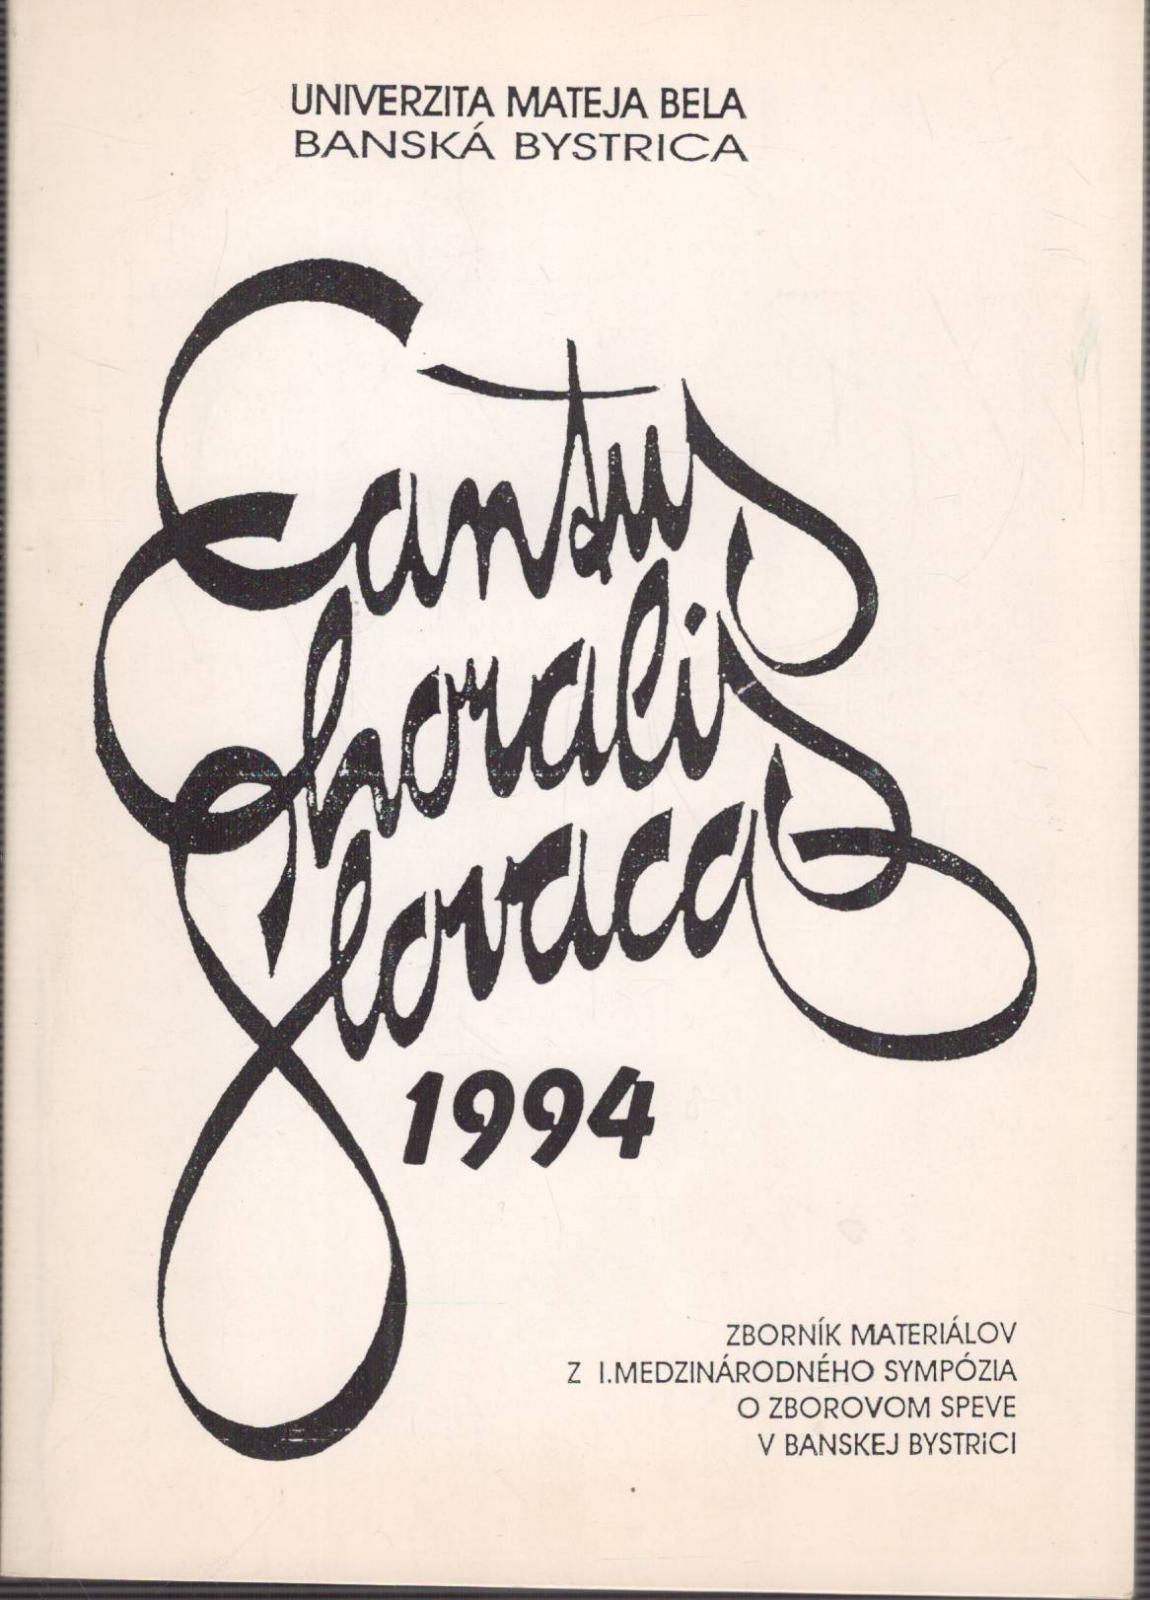 UNIVERZITA MATEJA BELA
BANSKÁ BYSTRICA
Cantus
Choralis
Slovaca
1994
ZBORNÍK MATERIÁLOV
Z I.MEDZINÁRODNÉHO SYMPÓZIA
O ZBOROVOM SPEVE
V BANSKEJ BYSTRICI